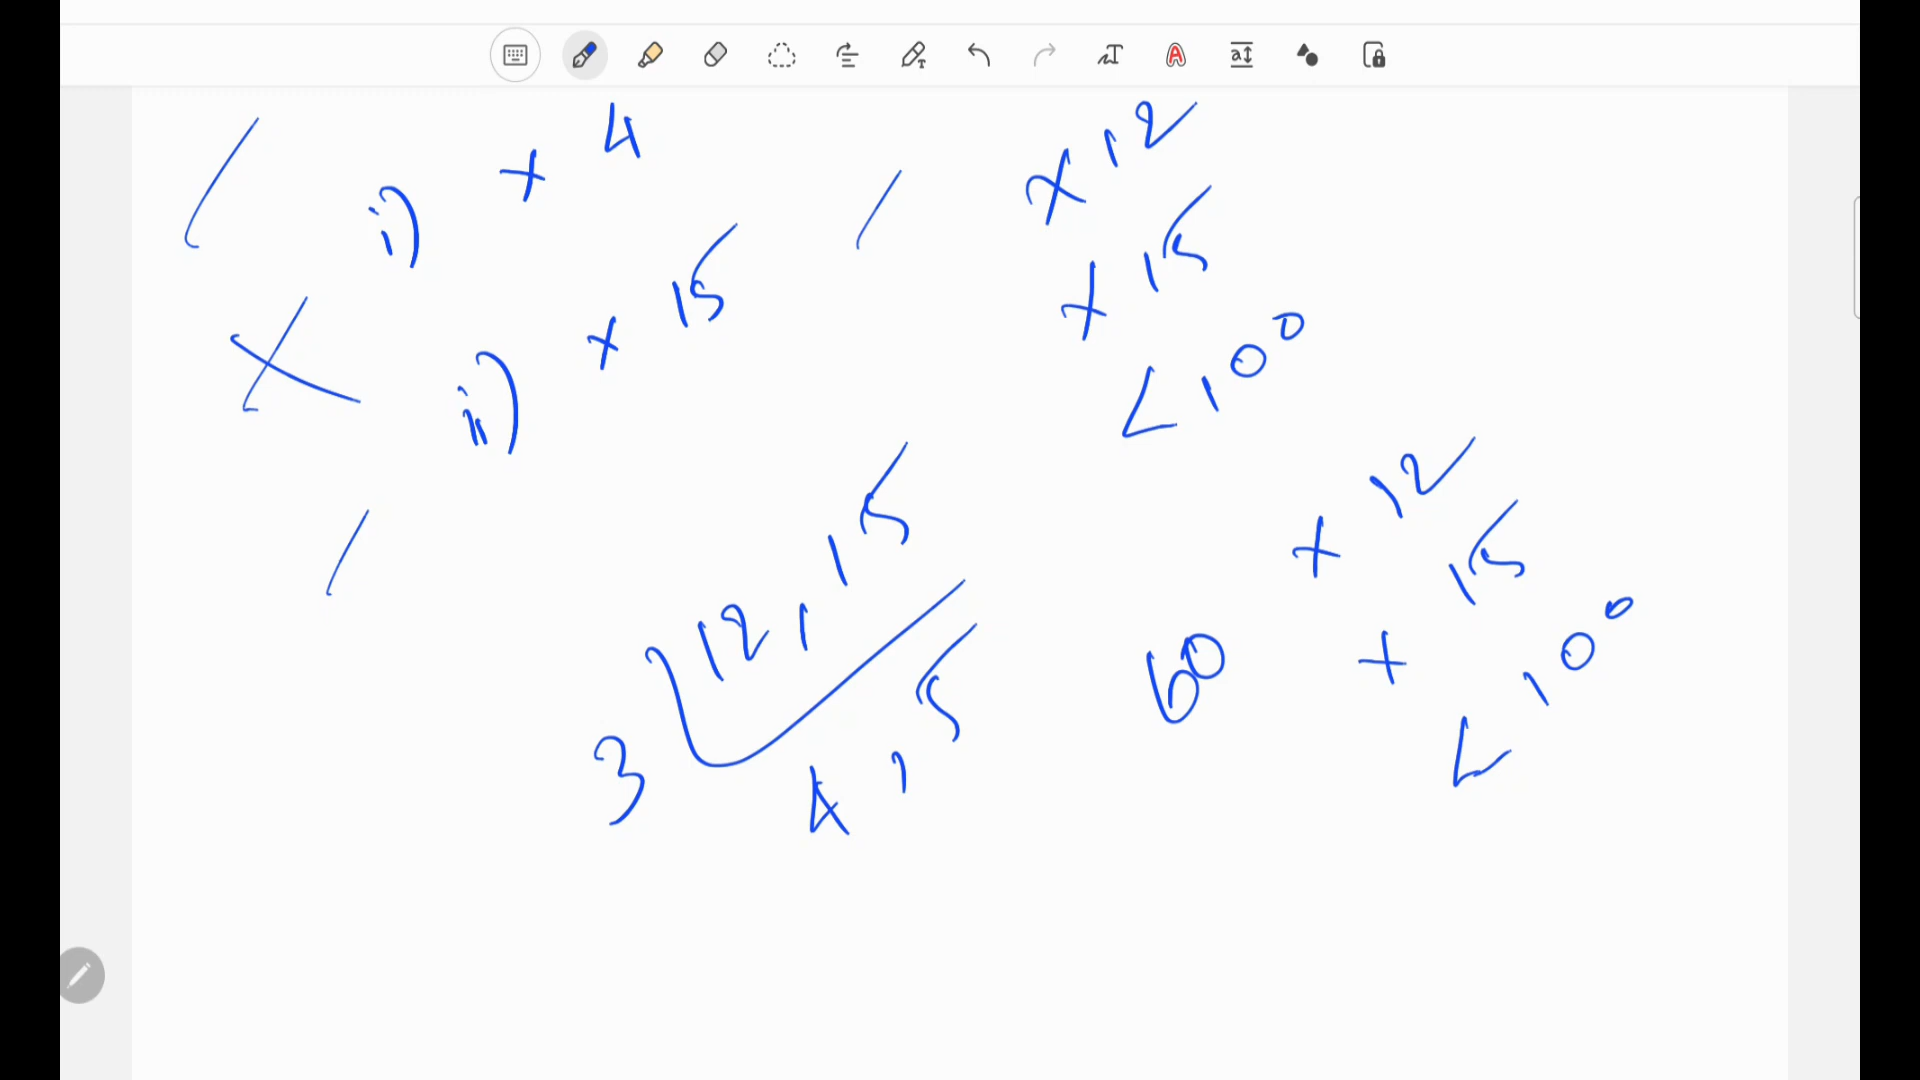 i) × 4
ii) × 15
× 12
× 15
< 100
3 12, 15
4, 5
60
× 12
× 15
< 100